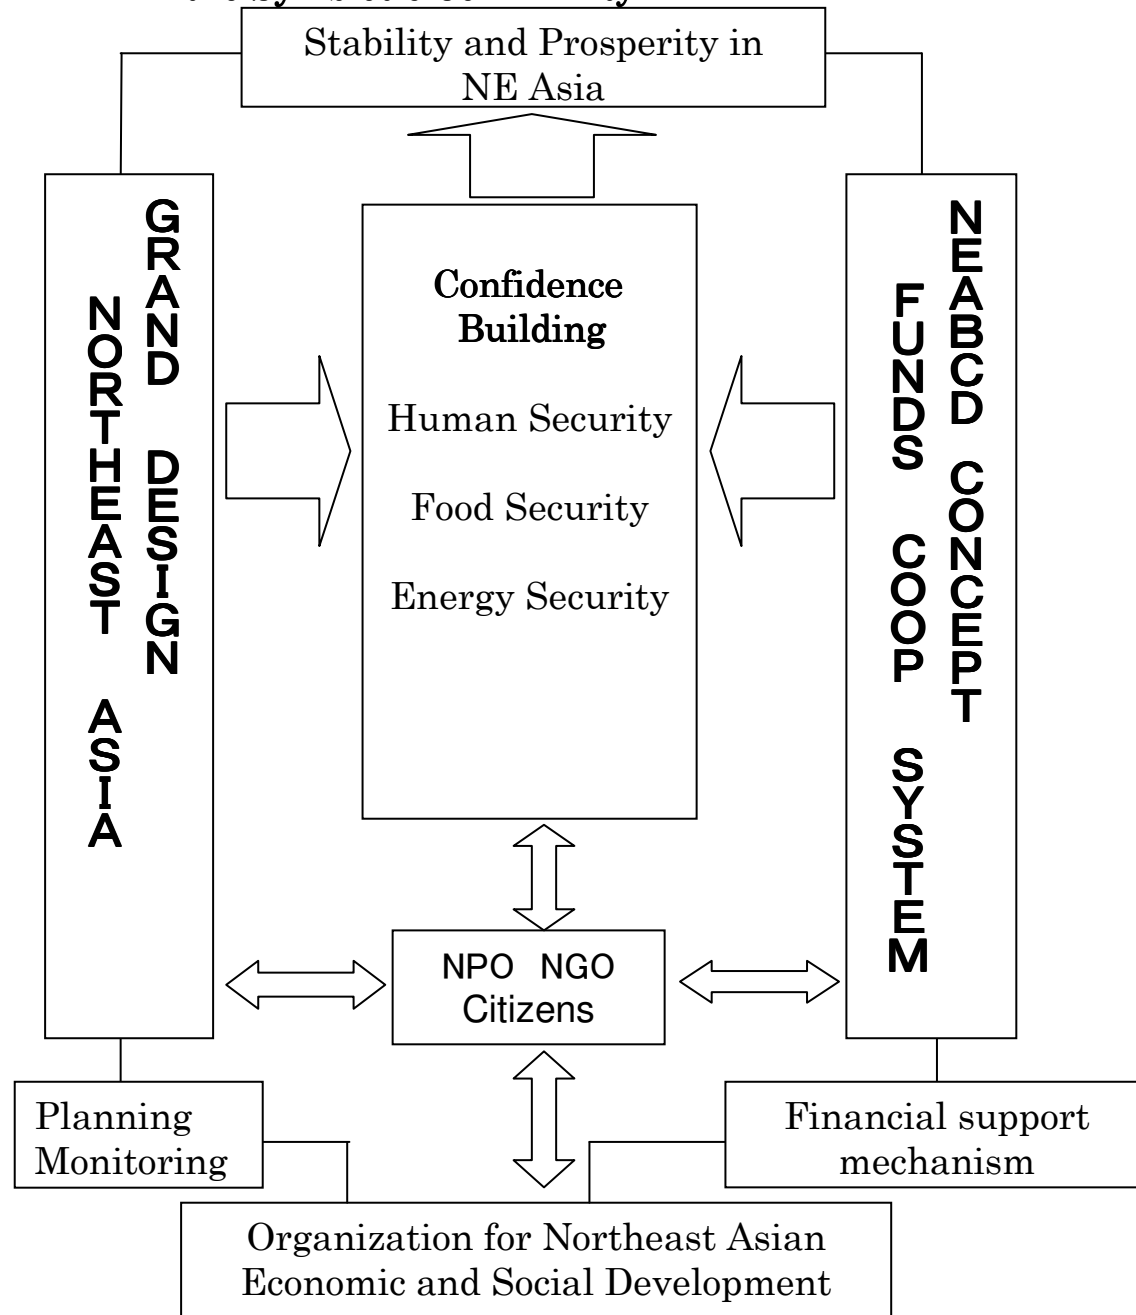 Stability and Prosperity in
NE Asia
GRAND DESIGN
NORTHEAST ASIA
Confidence
Building
Human Security
Food Security
Energy Security
NEABCD CONCEPT
FUNDS COOP SYSTEM
NPO NGO
Citizens
Planning
Monitoring
Financial support
mechanism
Organization for Northeast Asian
Economic and Social Development